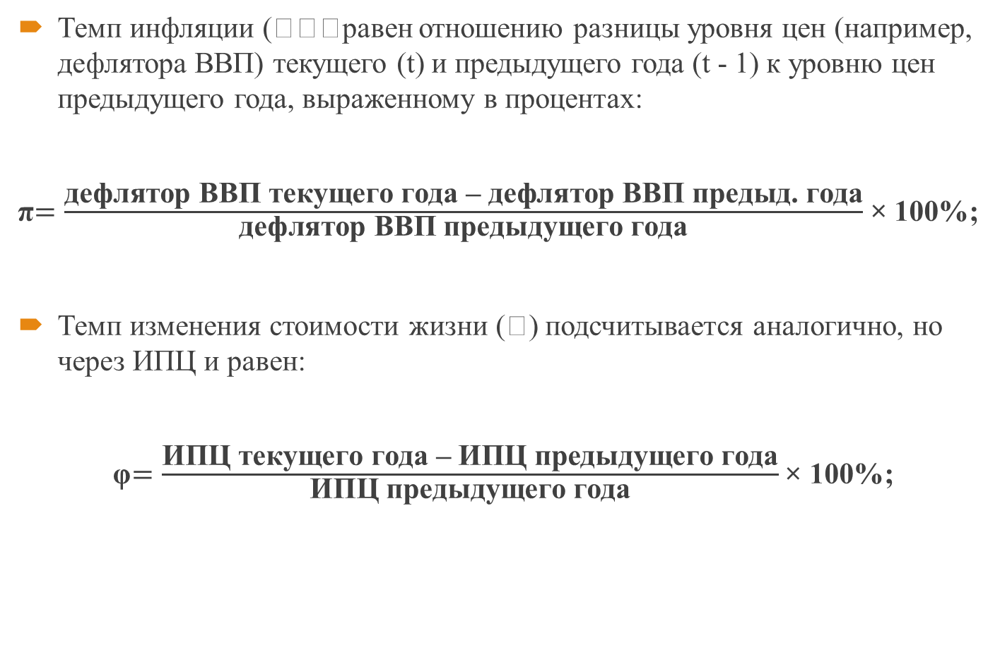 Темп инфляции (□ □ □равен отношению разницы уровня цен (например,
дефлятора ВВП) текущего (t) и предыдущего года (t - 1) к уровню цен
предыдущего года, выраженному в процентах:
дефлятор ВВП текущего года – дефлятор ВВП предыд. года
π= × 100%;
дефлятор ВВП предыдущего года
Темп изменения стоимости жизни (□) подсчитывается аналогично, но
через ИПЦ и равен:
ИПЦ текущего года – ИПЦ предыдущего года
φ= × 100%;
ИПЦ предыдущего года